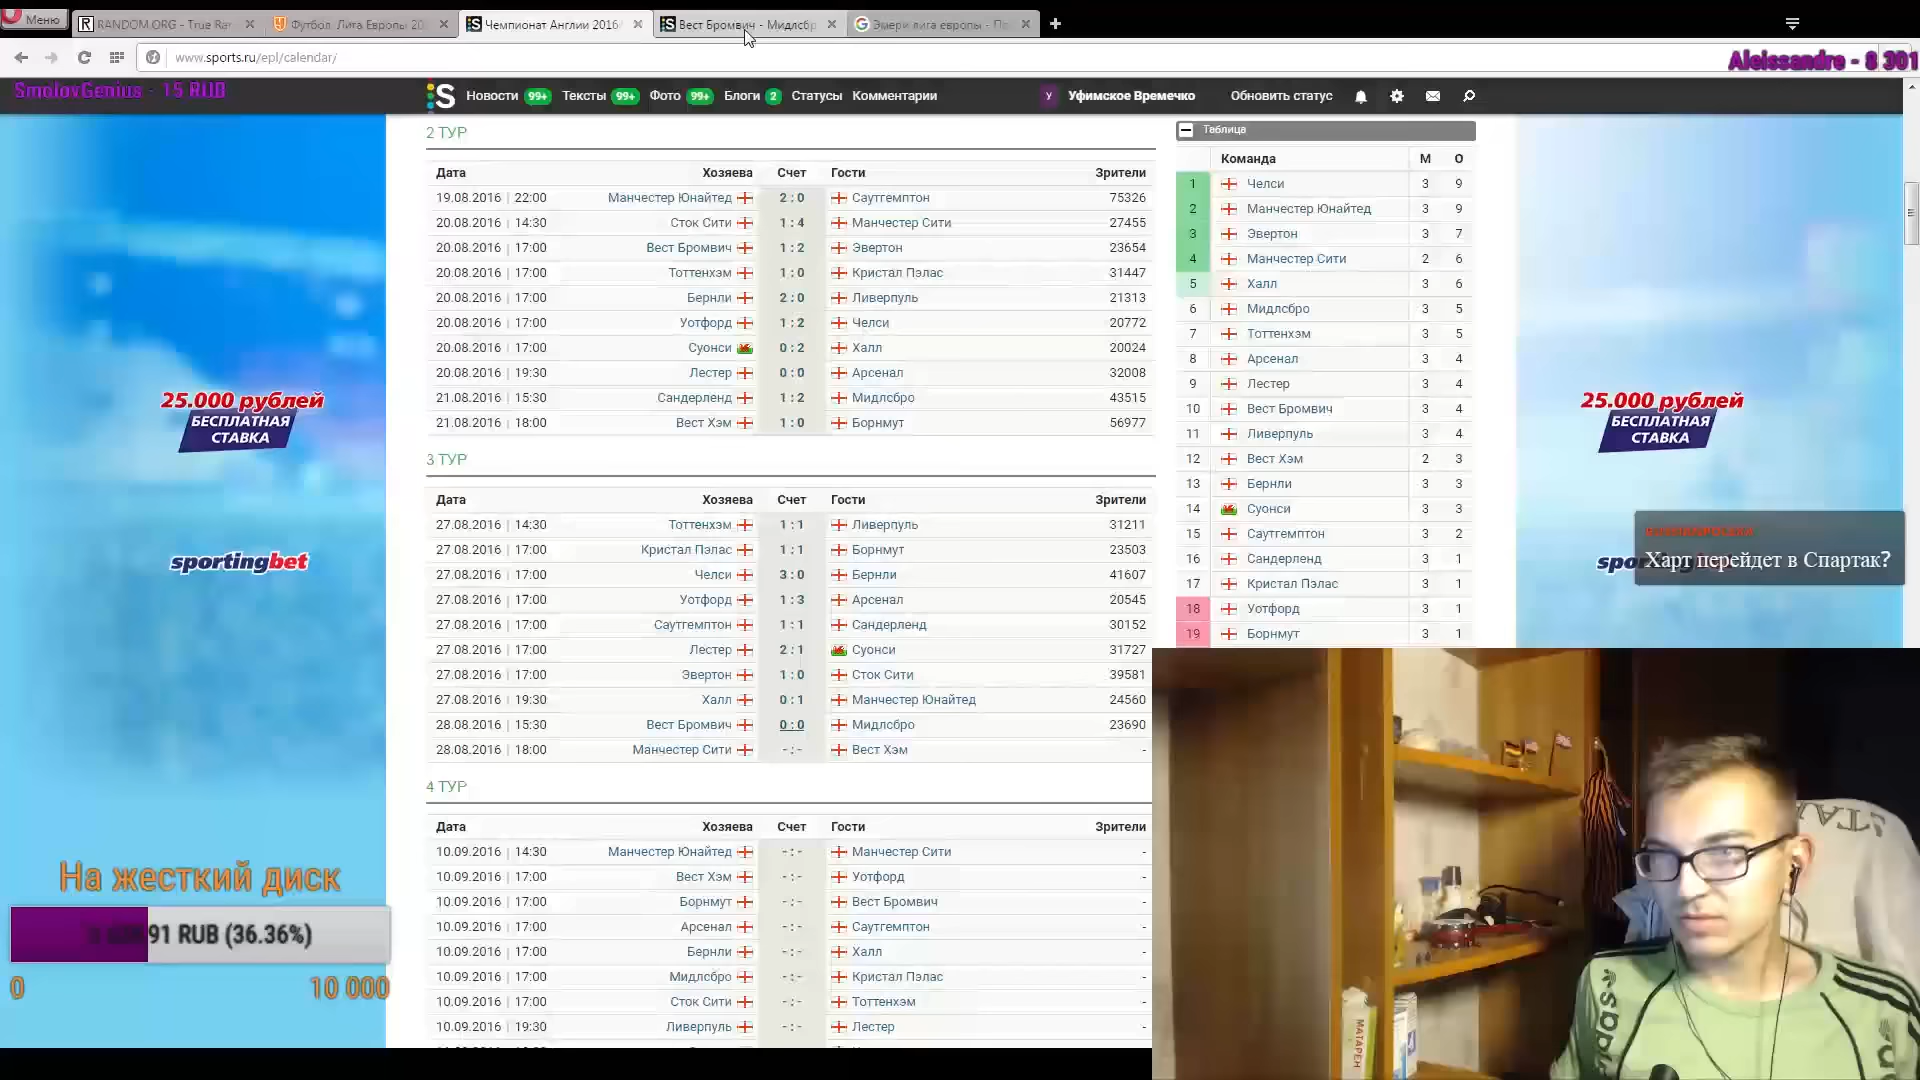 Меню
RANDOM.ORG - True Ra
Футбол. Лига Европы 20
Чемпионат Англии 2016/
Вест Бромвич - Мидлсбр
Эмери лига европы - По
www.sports.ru/epl/calendar/
Aleissandre - 8 301
SmolovGenius - 15 RUB
S
Новости 99+ Тексты 99+ Фото 99+ Блоги 2 Статусы Комментарии
У Уфимское Времечко Обновить статус
2 ТУР
Дата Хозяева Счет Гости Зрители
19.08.2016 | 22:00 Манчестер Юнайтед 2 : 0 Саутгемптон 75326
20.08.2016 | 14:30 Сток Сити 1 : 4 Манчестер Сити 27455
20.08.2016 | 17:00 Вест Бромвич 1 : 2 Эвертон 23654
20.08.2016 | 17:00 Тоттенхэм 1 : 0 Кристал Пэлас 31447
20.08.2016 | 17:00 Бернли 2 : 0 Ливерпуль 21313
20.08.2016 | 17:00 Уотфорд 1 : 2 Челси 20772
20.08.2016 | 17:00 Суонси 0 : 2 Халл 20024
20.08.2016 | 19:30 Лестер 0 : 0 Арсенал 32008
21.08.2016 | 15:30 Сандерленд 1 : 2 Мидлсбро 43515
21.08.2016 | 18:00 Вест Хэм 1 : 0 Борнмут 56977
3 ТУР
Дата Хозяева Счет Гости Зрители
27.08.2016 | 14:30 Тоттенхэм 1 : 1 Ливерпуль 31211
27.08.2016 | 17:00 Кристал Пэлас 1 : 1 Борнмут 23503
27.08.2016 | 17:00 Челси 3 : 0 Бернли 41607
27.08.2016 | 17:00 Уотфорд 1 : 3 Арсенал 20545
27.08.2016 | 17:00 Саутгемптон 1 : 1 Сандерленд 30152
27.08.2016 | 17:00 Лестер 2 : 1 Суонси 31727
27.08.2016 | 17:00 Эвертон 1 : 0 Сток Сити 39581
27.08.2016 | 19:30 Халл 0 : 1 Манчестер Юнайтед 24560
28.08.2016 | 15:30 Вест Бромвич 0 : 0 Мидлсбро 23690
28.08.2016 | 18:00 Манчестер Сити - : - Вест Хэм -
4 ТУР
Дата Хозяева Счет Гости Зрители
10.09.2016 | 14:30 Манчестер Юнайтед - : - Манчестер Сити -
10.09.2016 | 17:00 Вест Хэм - : - Уотфорд -
10.09.2016 | 17:00 Борнмут - : - Вест Бромвич -
10.09.2016 | 17:00 Арсенал - : - Саутгемптон -
10.09.2016 | 17:00 Бернли - : - Халл -
10.09.2016 | 17:00 Мидлсбро - : - Кристал Пэлас -
10.09.2016 | 17:00 Сток Сити - : - Тоттенхэм -
10.09.2016 | 19:30 Ливерпуль - : - Лестер -
Таблица
Команда М О
1 Челси 3 9
2 Манчестер Юнайтед 3 9
3 Эвертон 3 7
4 Манчестер Сити 2 6
5 Халл 3 6
6 Мидлсбро 3 5
7 Тоттенхэм 3 5
8 Арсенал 3 4
9 Лестер 3 4
10 Вест Бромвич 3 4
11 Ливерпуль 3 4
12 Вест Хэм 2 3
13 Бернли 3 3
14 Суонси 3 3
15 Саутгемптон 3 2
16 Сандерленд 3 1
17 Кристал Пэлас 3 1
18 Уотфорд 3 1
19 Борнмут 3 1
25.000 рублей
БЕСПЛАТНАЯ
СТАВКА
sportingbet
25.000 рублей
БЕСПЛАТНАЯ
СТАВКА
spo
Харт перейдет в Спартак?
На жесткий диск
91 RUB (36.36%)
0 10 000
СПАРТАК
МАТАРЕН
adidas